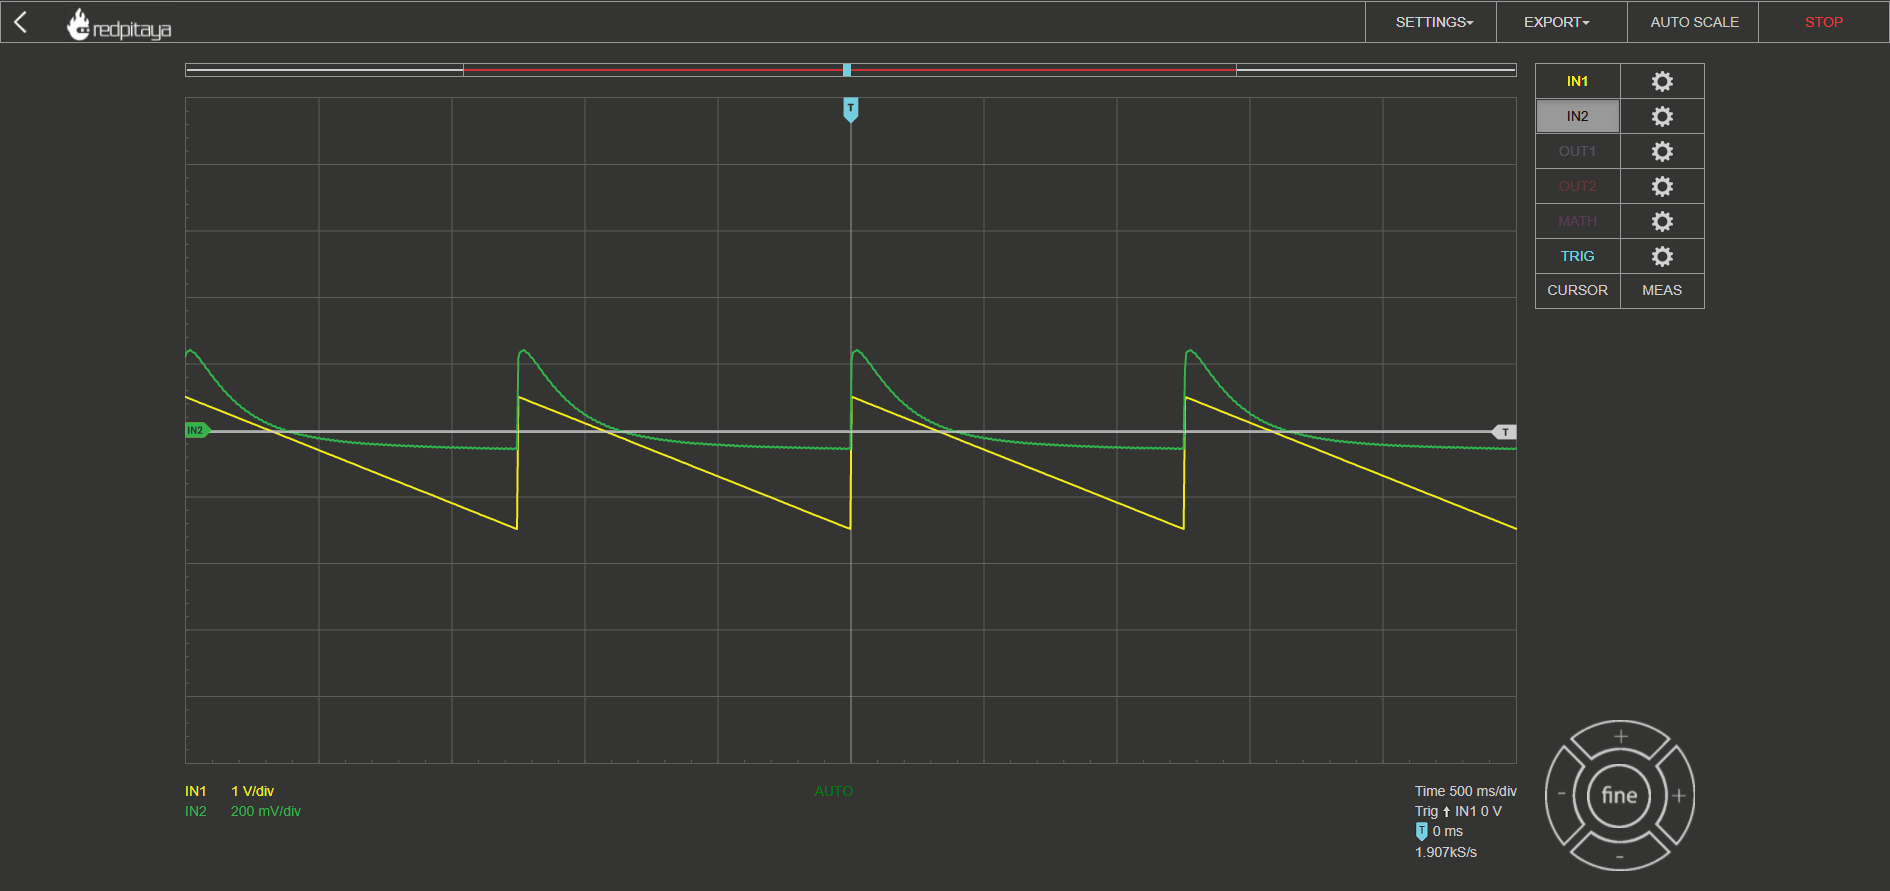 redpitaya
SETTINGS
EXPORT
AUTO SCALE
STOP
T
IN1
IN2
OUT1
OUT2
MATH
TRIG
CURSOR MEAS
IN2
T
IN1 1 V/div
IN2 200 mV/div
AUTO
Time 500 ms/div
Trig IN1 0 V
T 0 ms
1.907kS/s
+
- fine +
-